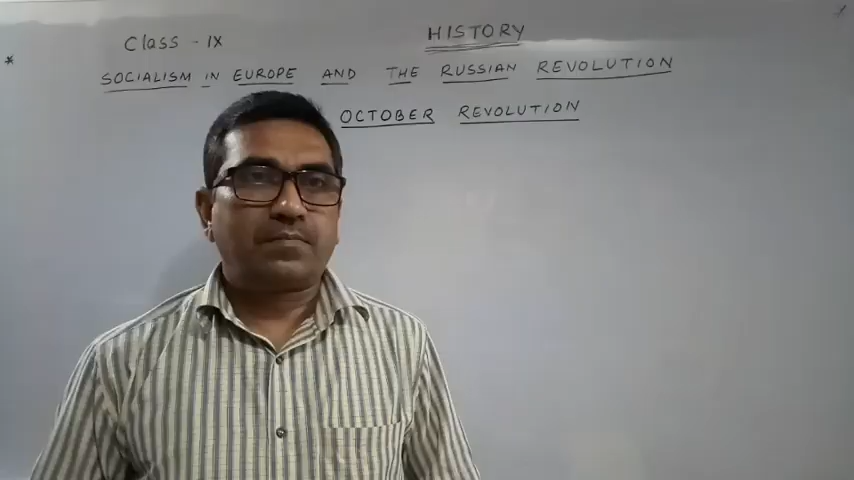 Class - IX
HISTORY
SOCIALISM IN EUROPE AND THE RUSSIAN REVOLUTION
OCTOBER REVOLUTION